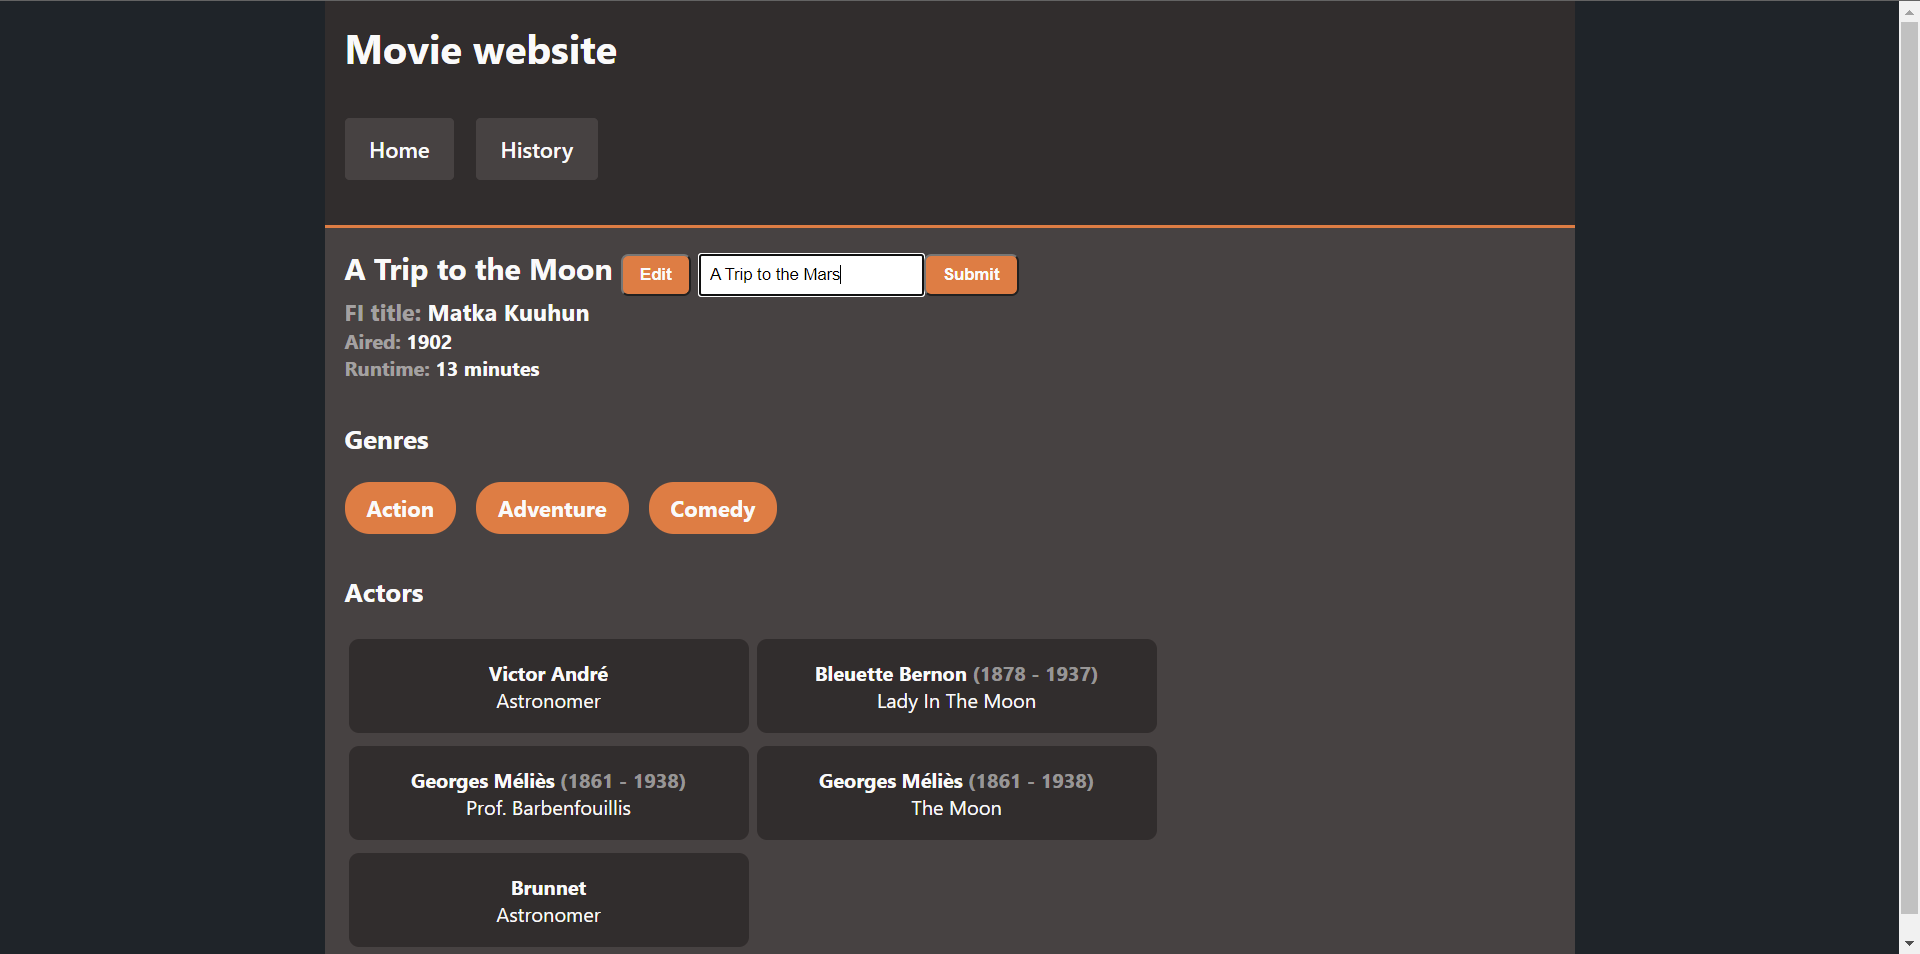 Movie website
Home History
A Trip to the Moon Edit A Trip to the Mars Submit
FI title: Matka Kuuhun
Aired: 1902
Runtime: 13 minutes
Genres
Action Adventure Comedy
Actors
Victor André
Astronomer
Bleuette Bernon (1878 - 1937)
Lady In The Moon
Georges Méliès (1861 - 1938)
Prof. Barbenfouillis
Georges Méliès (1861 - 1938)
The Moon
Brunnet
Astronomer